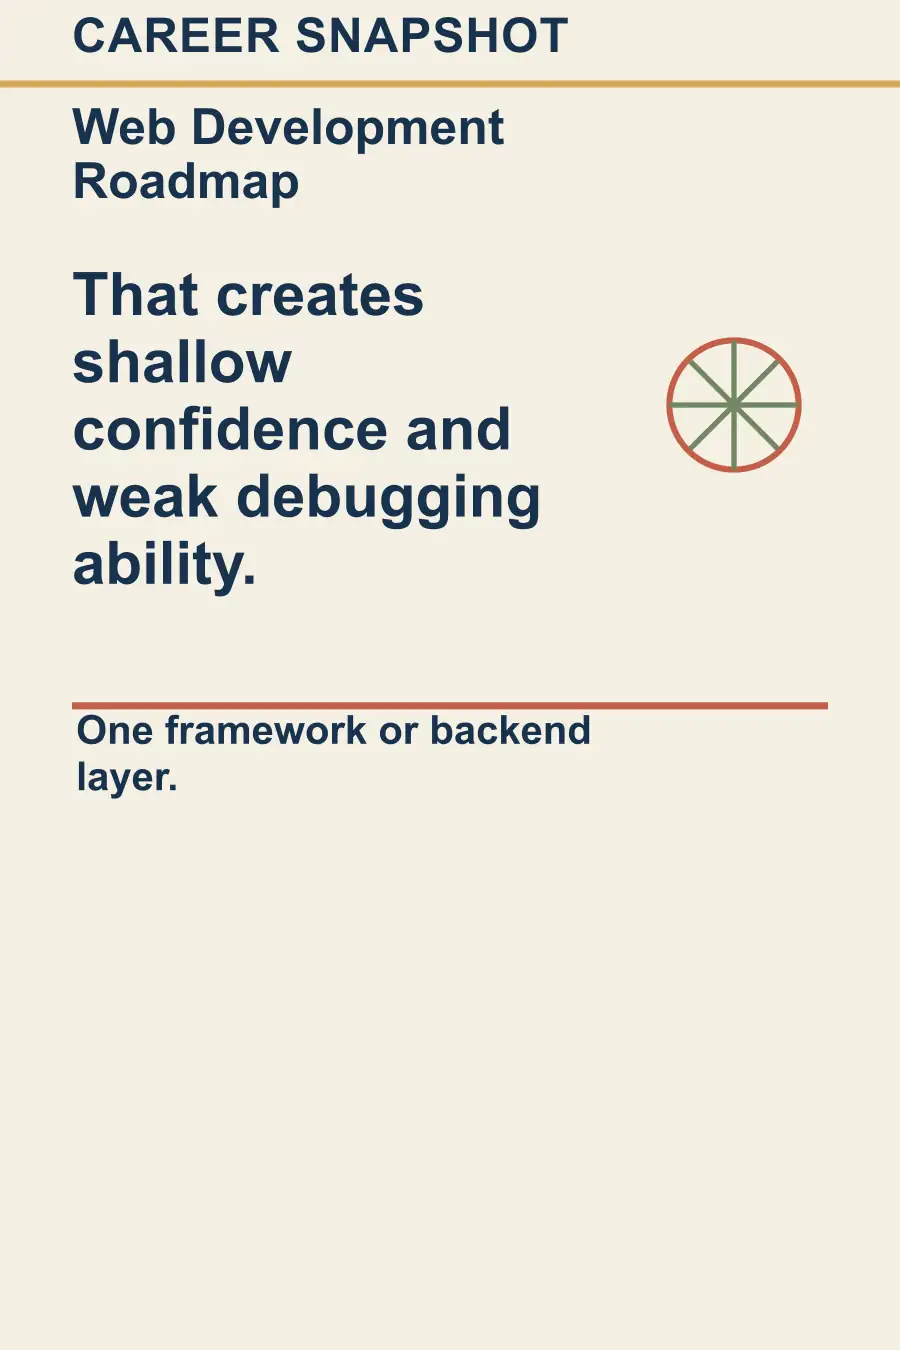 CAREER SNAPSHOT
Web Development
Roadmap
That creates
shallow
confidence and
weak debugging
ability.
One framework or backend
layer.